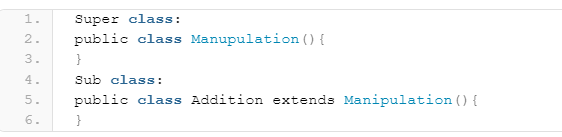 1. Super class:
2. public class Manupulation(){
3. }
4. Sub class:
5. public class Addition extends Manipulation(){
6. }